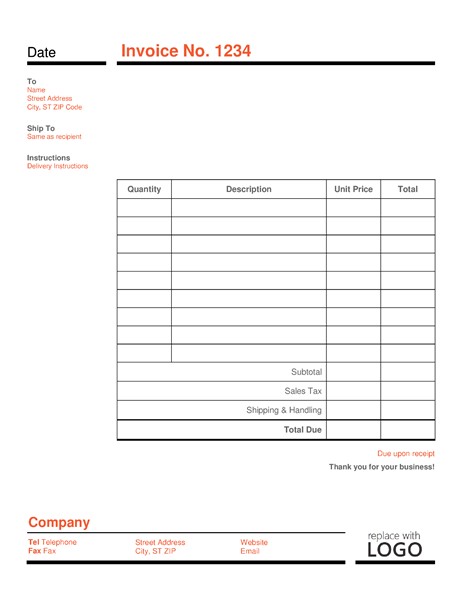 Date
Invoice No. 1234
To
Name
Street Address
City, ST ZIP Code
Ship To
Same as recipient
Instructions
Delivery Instructions
Quantity Description Unit Price Total
Subtotal
Sales Tax
Shipping & Handling
Total Due
Due upon receipt
Thank you for your business!
Company
Tel Telephone
Fax Fax
Street Address
City, ST ZIP
Website
Email
replace with
LOGO